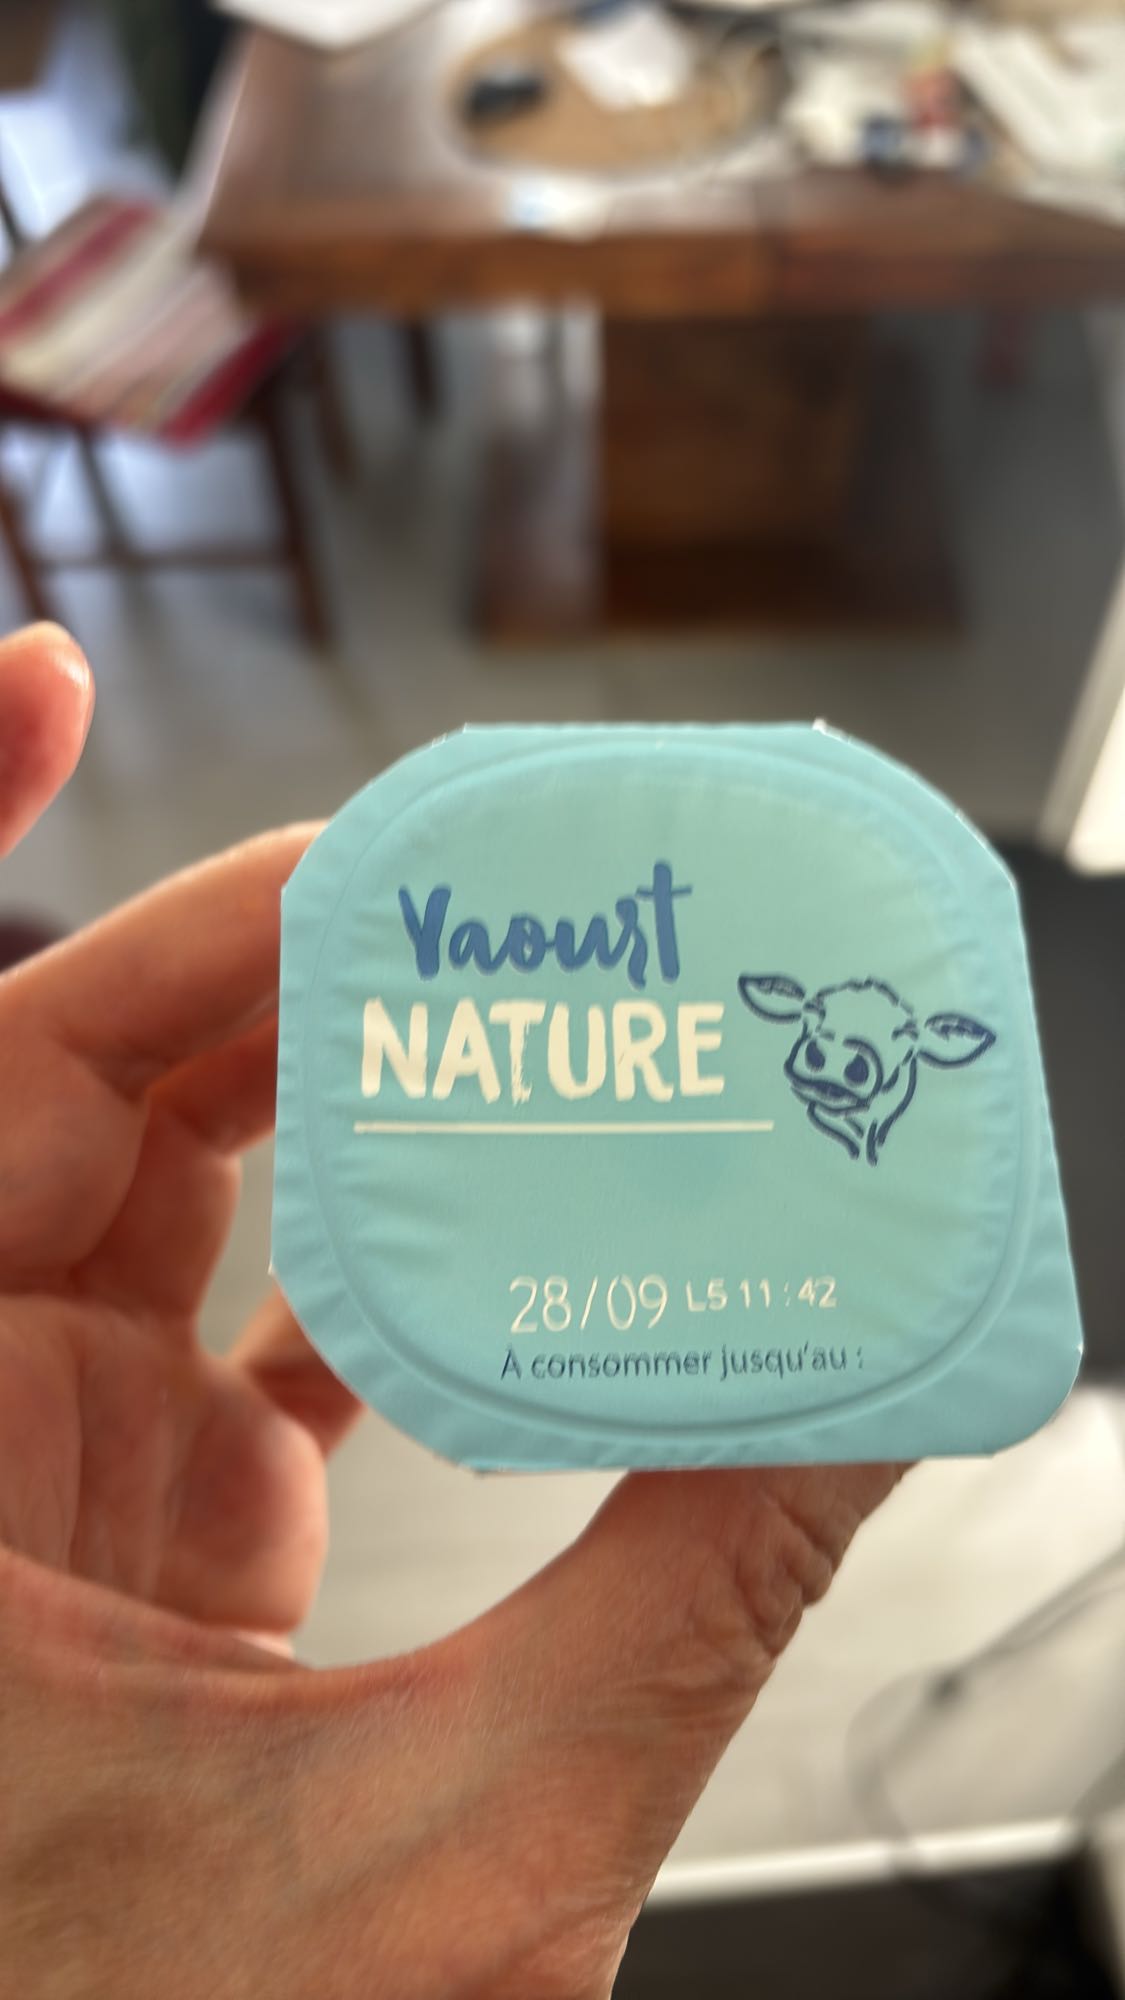 Yaourt
NATURE
28/09 L5 11:42
À consommer jusqu'au :